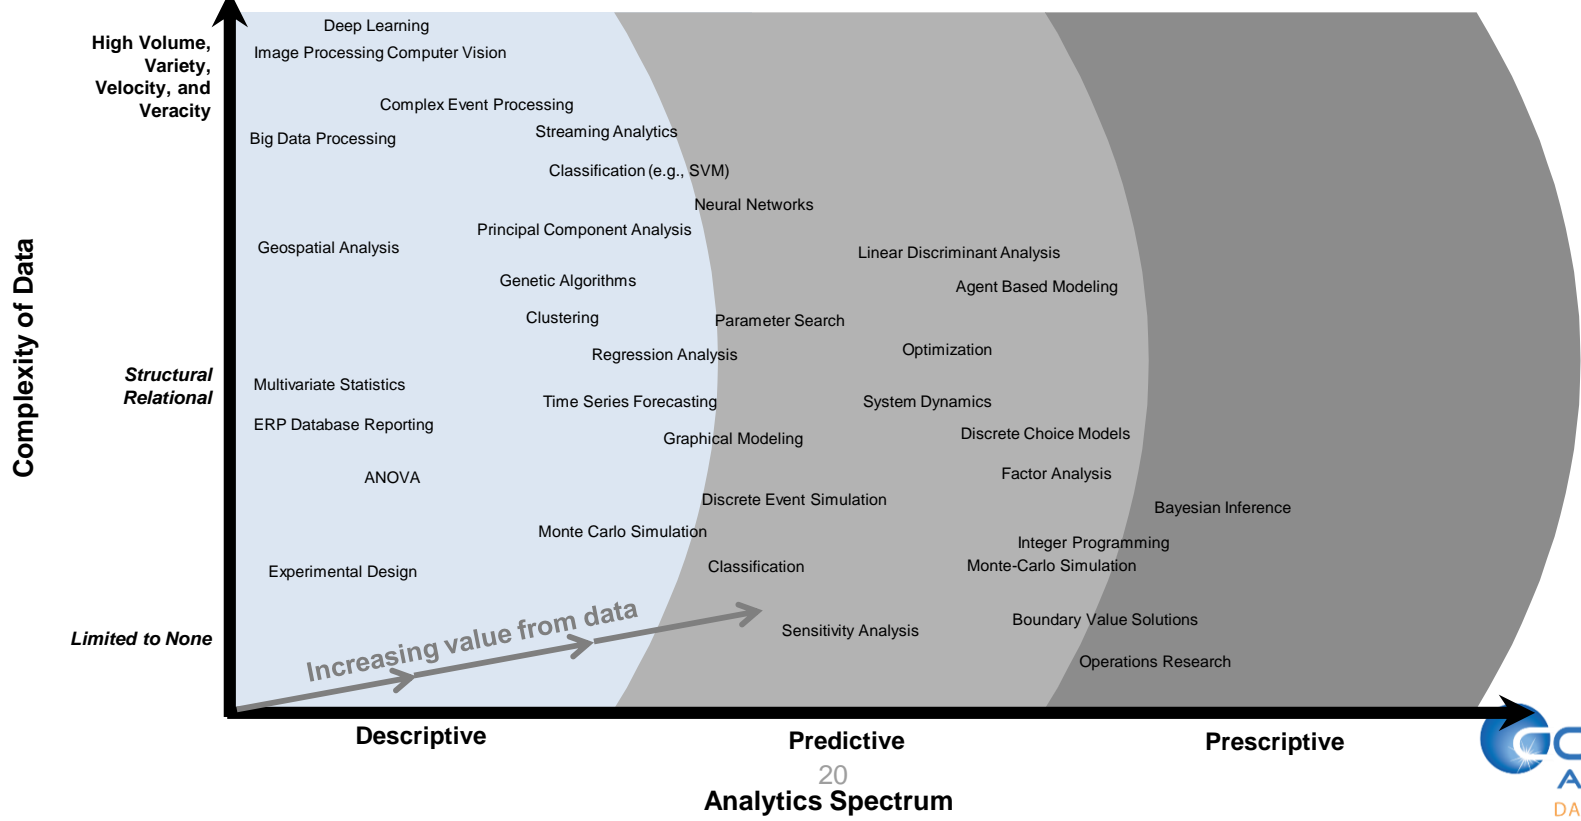 High Volume,
Variety,
Velocity, and
Veracity
Deep Learning
Image Processing Computer Vision
Complex Event Processing
Big Data Processing
Streaming Analytics
Classification (e.g., SVM)
Neural Networks
Principal Component Analysis
Geospatial Analysis
Linear Discriminant Analysis
Genetic Algorithms
Agent Based Modeling
Clustering
Parameter Search
Regression Analysis
Optimization
Complexity of Data
Structural
Relational
Multivariate Statistics
Time Series Forecasting
System Dynamics
ERP Database Reporting
Graphical Modeling
Discrete Choice Models
ANOVA
Factor Analysis
Discrete Event Simulation
Bayesian Inference
Monte Carlo Simulation
Integer Programming
Classification
Monte-Carlo Simulation
Experimental Design
Limited to None
Increasing value from data
Sensitivity Analysis
Boundary Value Solutions
Operations Research
Descriptive
Predictive
Prescriptive
20
Analytics Spectrum
DA